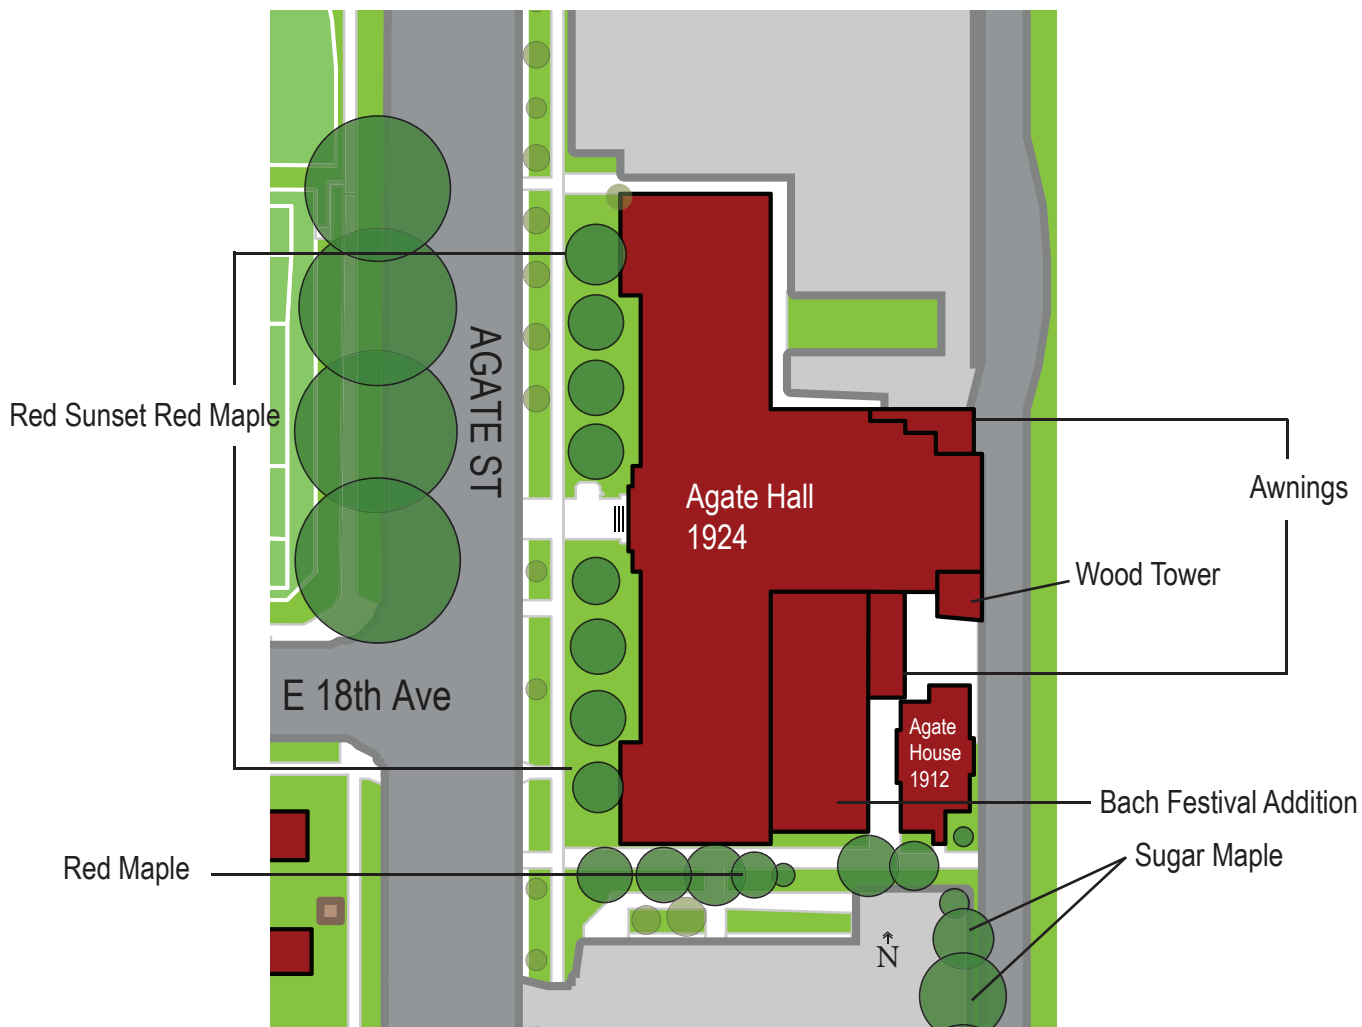 AGATE ST
Red Sunset Red Maple
Agate Hall
1924
Awnings
Wood Tower
E 18th Ave
Agate
House
1912
Bach Festival Addition
Sugar Maple
Red Maple
N